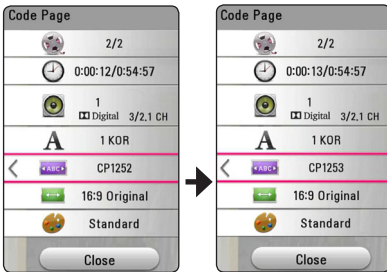 Code Page
2/2
0:00:12/0:54:57
1
Digital 3/2.1 CH
A
1 KOR
ABC
CP1252
16:9 Original
Standard
Close
Code Page
2/2
0:00:13/0:54:57
1
Digital 3/2.1 CH
A
1 KOR
ABC
CP1253
16:9 Original
Standard
Close